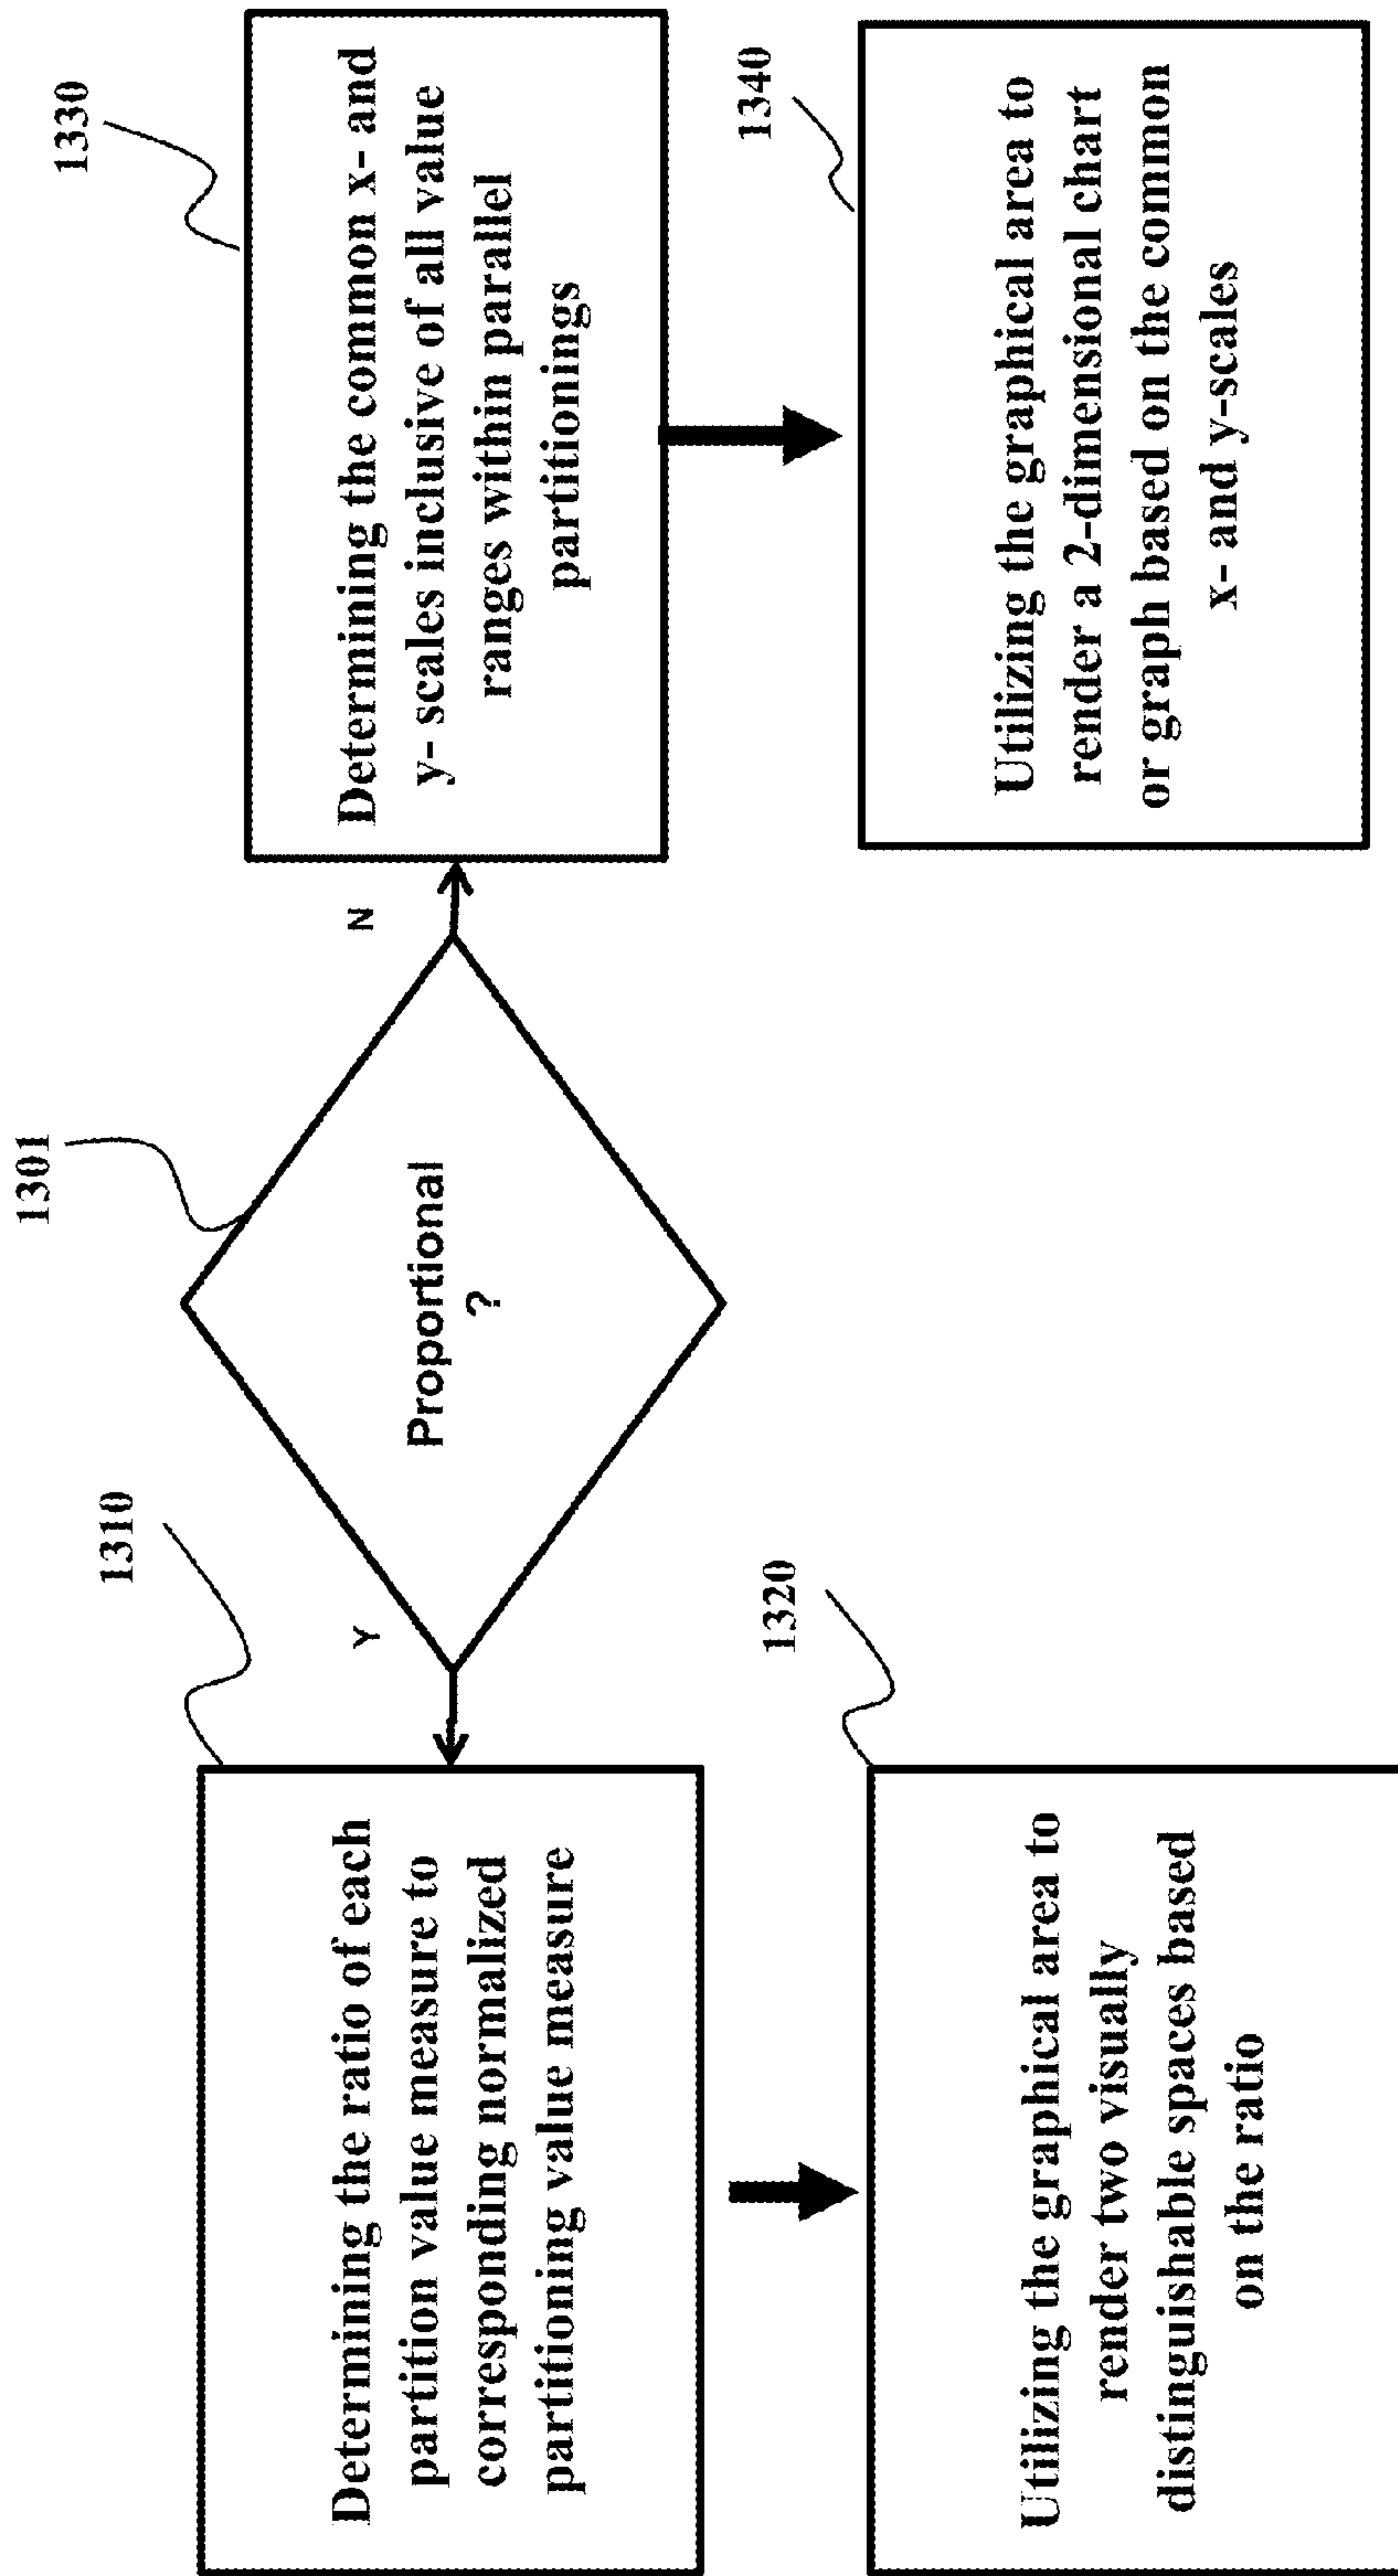 1310
Determining the ratio of each
partition value measure to
corresponding normalized
partitioning value measure
Y
1301
Proportional
?
N
1330
Determining the common x- and
y- scales inclusive of all value
ranges within parallel
partitionings
1320
Utilizing the graphical area to
render two visually
distinguishable spaces based
on the ratio
1340
Utilizing the graphical area to
render a 2-dimensional chart
or graph based on the common
x- and y-scales